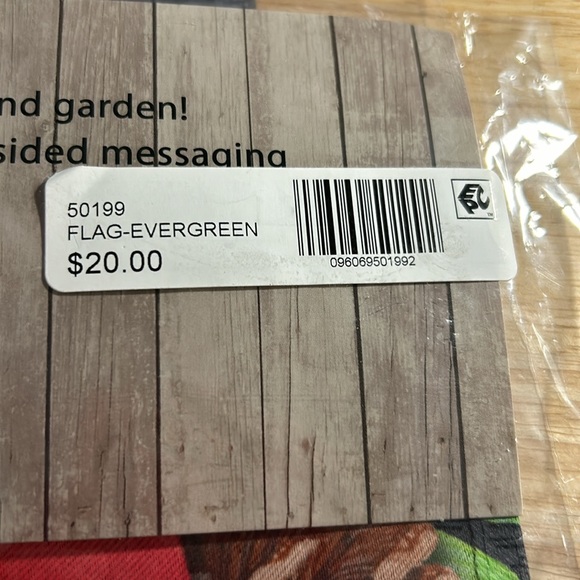 nd garden!
sided messaging
50199
FLAG-EVERGREEN
$20.00
096069501992